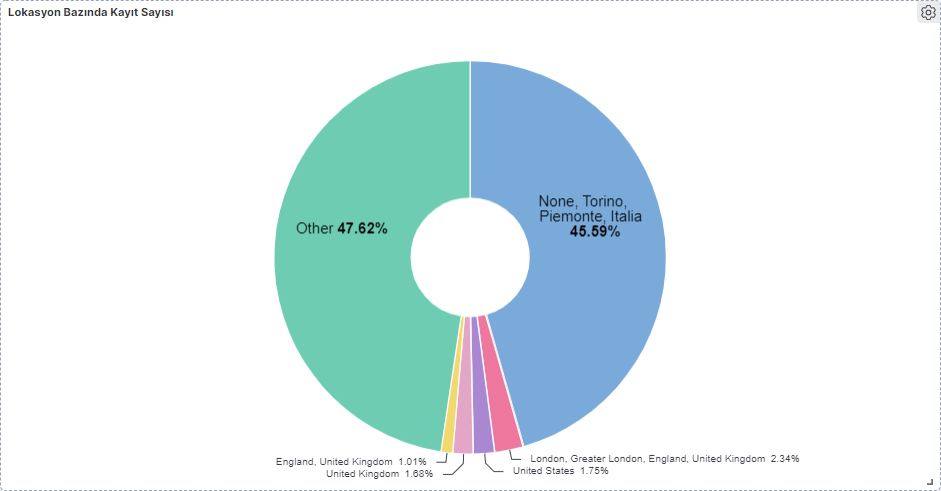 Lokasyon Bazında Kayıt Sayısı
None, Torino,
Piemonte, Italia
45.59%
Other 47.62%
London, Greater London, England, United Kingdom 2.34%
England, United Kingdom 1.01%
United States 1.75%
United Kingdom 1.68%